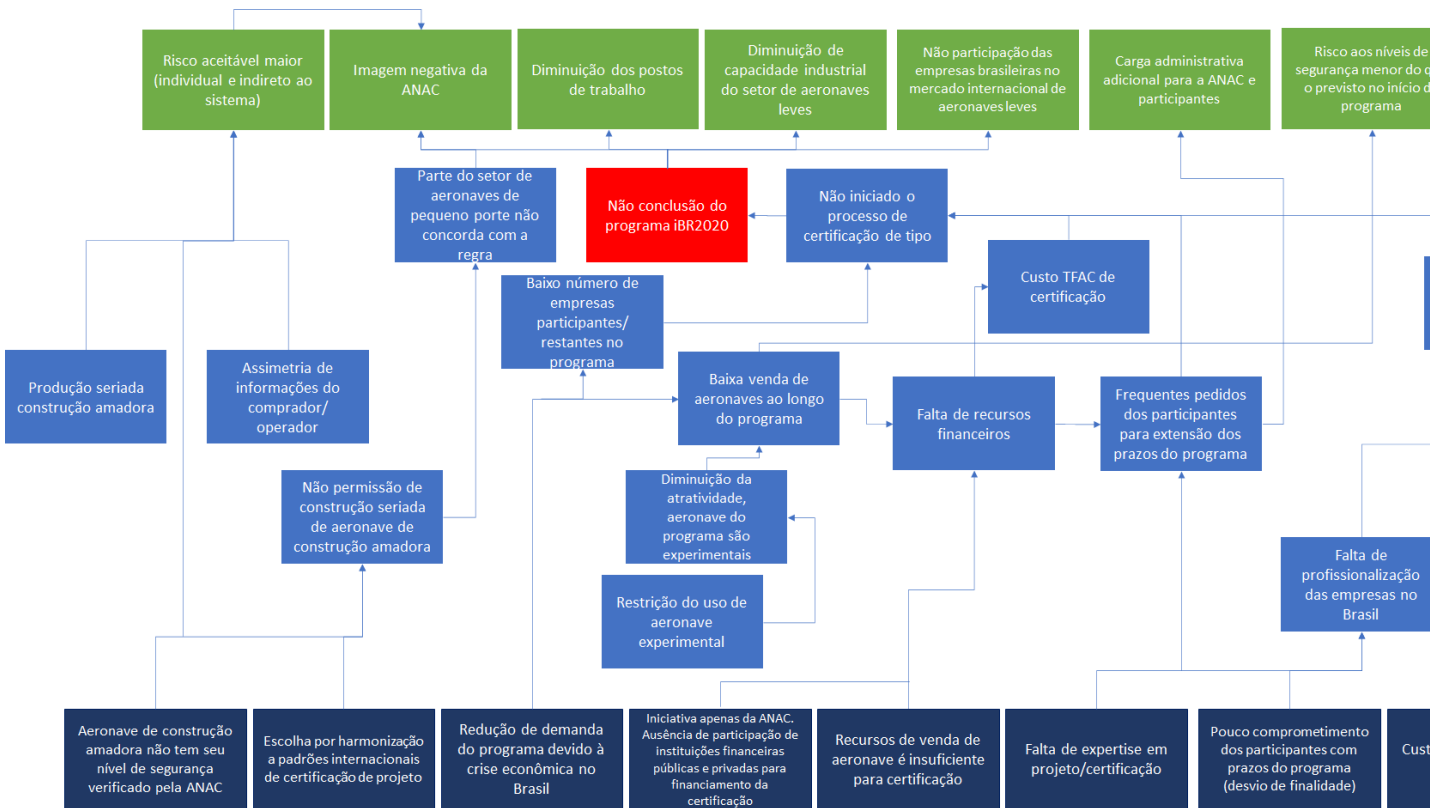 Risco aceitável maior
(individual e indireto ao
sistema)
Imagem negativa da
ANAC
Diminuição dos postos
de trabalho
Diminuição de
capacidade industrial
do setor de aeronaves
leves
Não participação das
empresas brasileiras no
mercado internacional de
aeronaves leves
Carga administrativa
adicional para a ANAC e
participantes
Risco aos níveis de
segurança menor do q
o previsto no início d
programa
Parte do setor de
aeronaves de
pequeno porte não
concorda com a
regra
Não conclusão do
programa iBR2020
Não iniciado o
processo de
certificação de tipo
Custo TFAC de
certificação
Baixo número de
empresas
participantes/
restantes no
programa
Produção seriada
construção amadora
Assimetria de
informações do
comprador/
operador
Baixa venda de
aeronaves ao longo
do programa
Falta de recursos
financeiros
Frequentes pedidos
dos participantes
para extensão dos
prazos do programa
Não permissão de
construção seriada
de aeronave de
construção amadora
Diminuição da
atratividade,
aeronave do
programa são
experimentais
Restrição do uso de
aeronave
experimental
Falta de
profissionalização
das empresas no
Brasil
Aeronave de construção
amadora não tem seu
nível de segurança
verificado pela ANAC
Escolha por harmonização
a padrões internacionais
de certificação de projeto
Redução de demanda
do programa devido à
crise econômica no
Brasil
Iniciativa apenas da ANAC.
Ausência de participação de
instituições financeiras
públicas e privadas para
financiamento da
certificação
Recursos de venda de
aeronave é insuficiente
para certificação
Falta de expertise em
projeto/certificação
Pouco comprometimento
dos participantes com
prazos do programa
(desvio de finalidade)
Cust